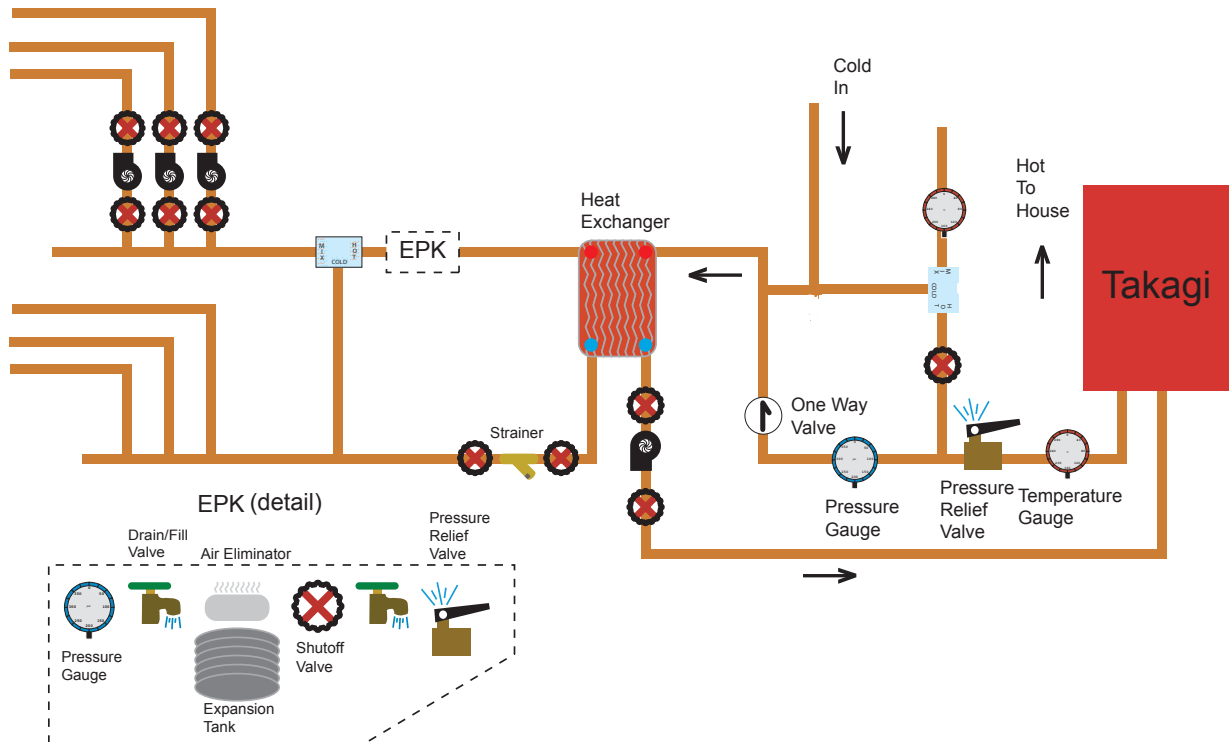 Cold
In
Hot
To
House
Heat
Exchanger
Takagi
MIX
HOT
COLD
EPK
MIX
COLD
HOT
One Way
Valve
Strainer
Pressure
Gauge
Pressure
Relief
Valve
Temperature
Gauge
EPK (detail)
Drain/Fill
Valve
Air Eliminator
Pressure
Relief
Valve
Pressure
Gauge
Shutoff
Valve
Expansion
Tank